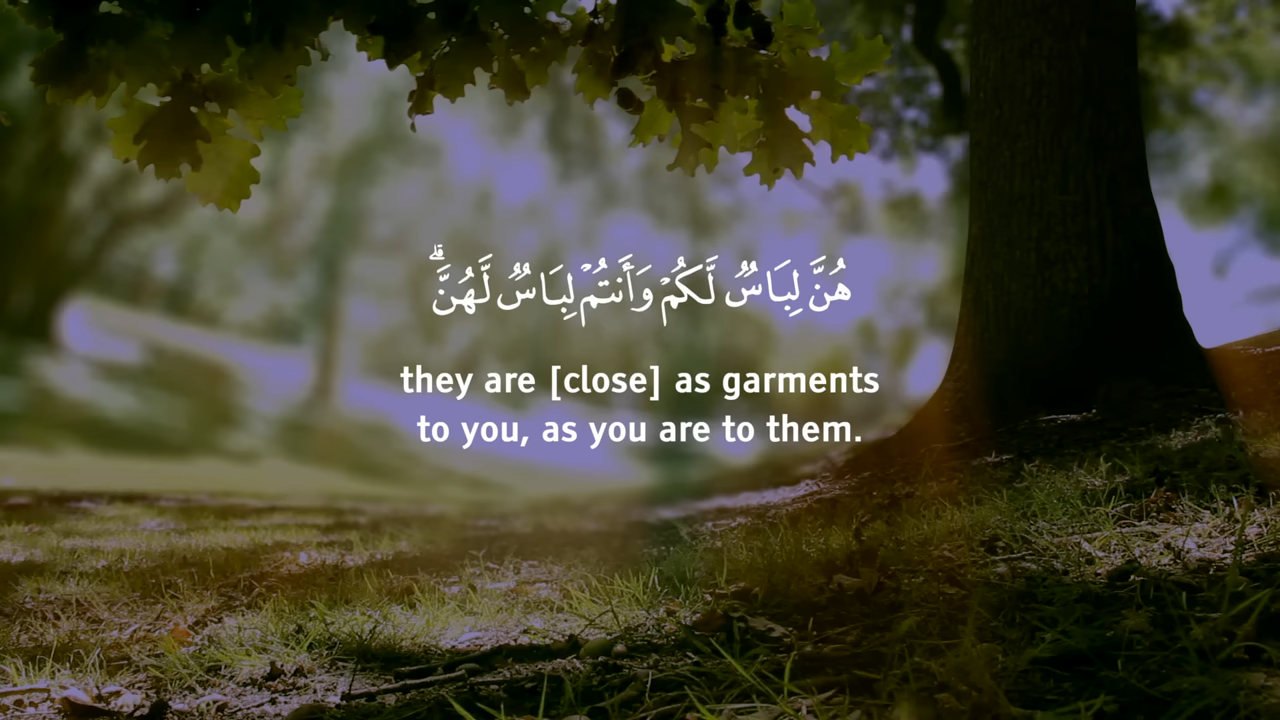 هُنَّ لِبَاسٌ لَّكُمْ وَأَنتُمْ لِبَاسٌ لَّهُنَّ ۗ
they are [close] as garments
to you, as you are to them.